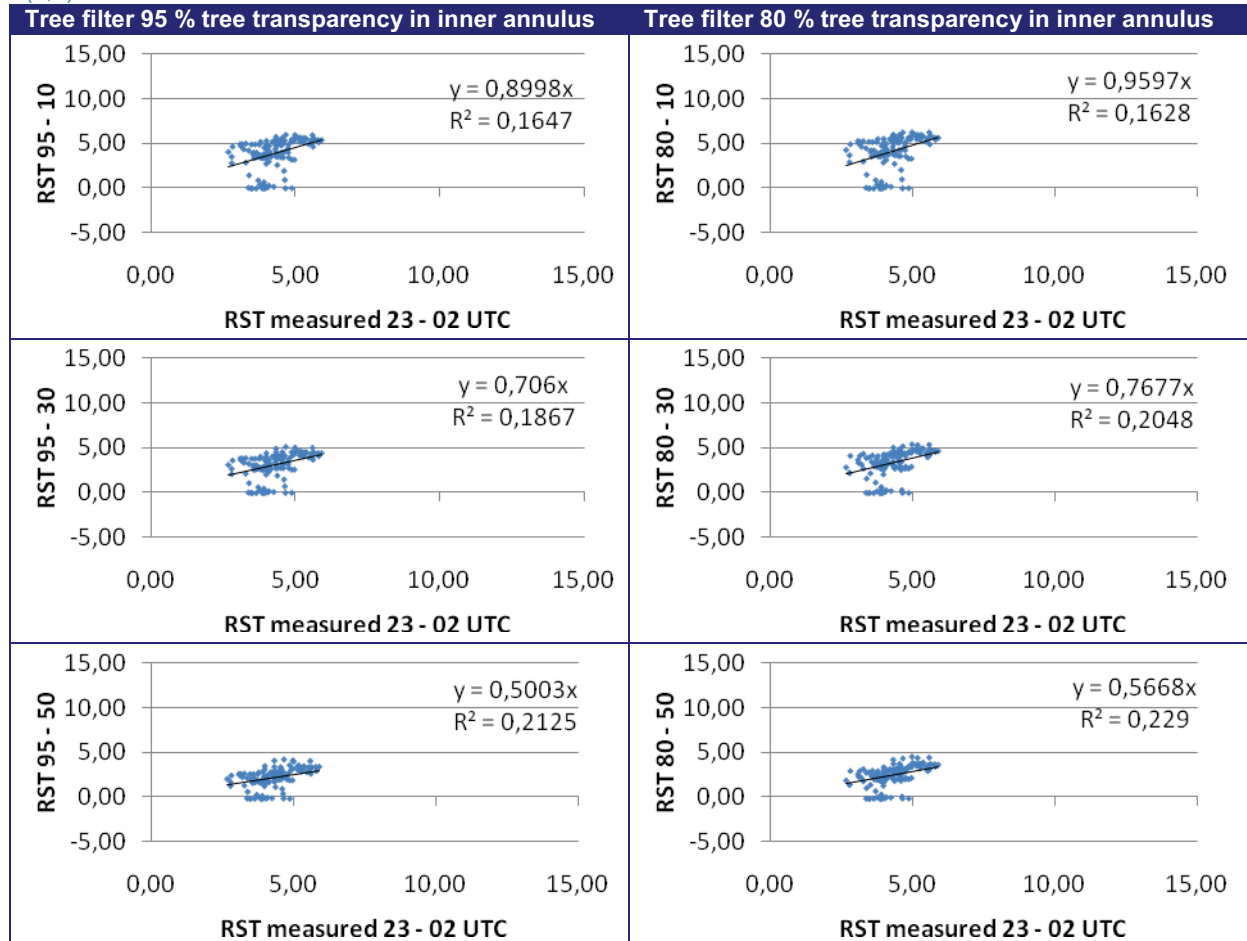 Tree filter 95 % tree transparency in inner annulus
Tree filter 80 % tree transparency in inner annulus
RST 95 - 10
15,00
10,00
5,00
0,00
-5,00
y = 0,8998x
R² = 0,1647
0,00 5,00 10,00 15,00
RST measured 23 - 02 UTC
RST 80 - 10
15,00
10,00
5,00
0,00
-5,00
y = 0,9597x
R² = 0,1628
0,00 5,00 10,00 15,00
RST measured 23 - 02 UTC
RST 95 - 30
15,00
10,00
5,00
0,00
-5,00
y = 0,706x
R² = 0,1867
0,00 5,00 10,00 15,00
RST measured 23 - 02 UTC
RST 80 - 30
15,00
10,00
5,00
0,00
-5,00
y = 0,7677x
R² = 0,2048
0,00 5,00 10,00 15,00
RST measured 23 - 02 UTC
RST 95 - 50
15,00
10,00
5,00
0,00
-5,00
y = 0,5003x
R² = 0,2125
0,00 5,00 10,00 15,00
RST measured 23 - 02 UTC
RST 80 - 50
15,00
10,00
5,00
0,00
-5,00
y = 0,5668x
R² = 0,229
0,00 5,00 10,00 15,00
RST measured 23 - 02 UTC